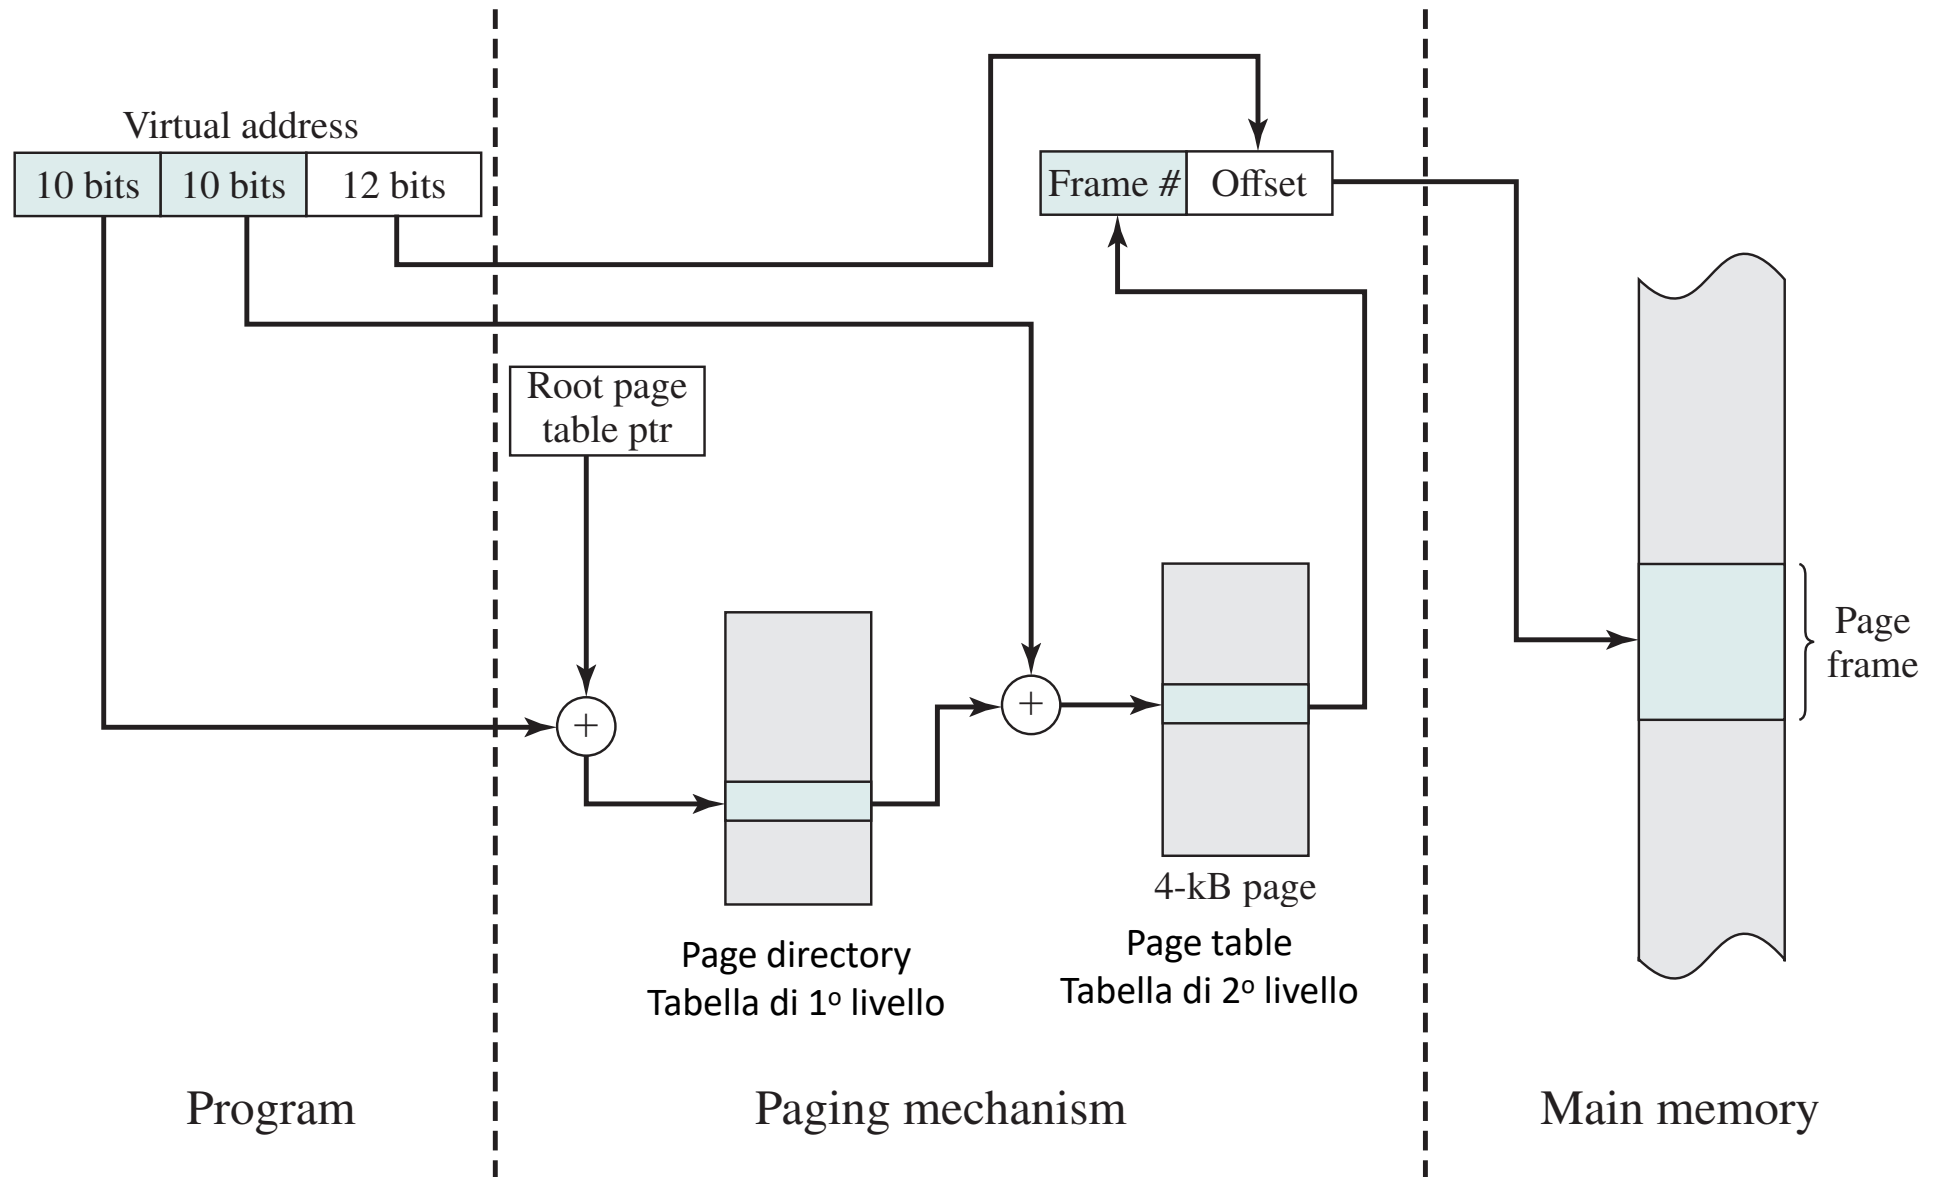 Virtual address
10 bits 10 bits 12 bits
Frame # Offset
Root page
table ptr
+
+
Page
frame
4-kB page
Page directory
Tabella di 1º livello
Page table
Tabella di 2º livello
Program
Paging mechanism
Main memory